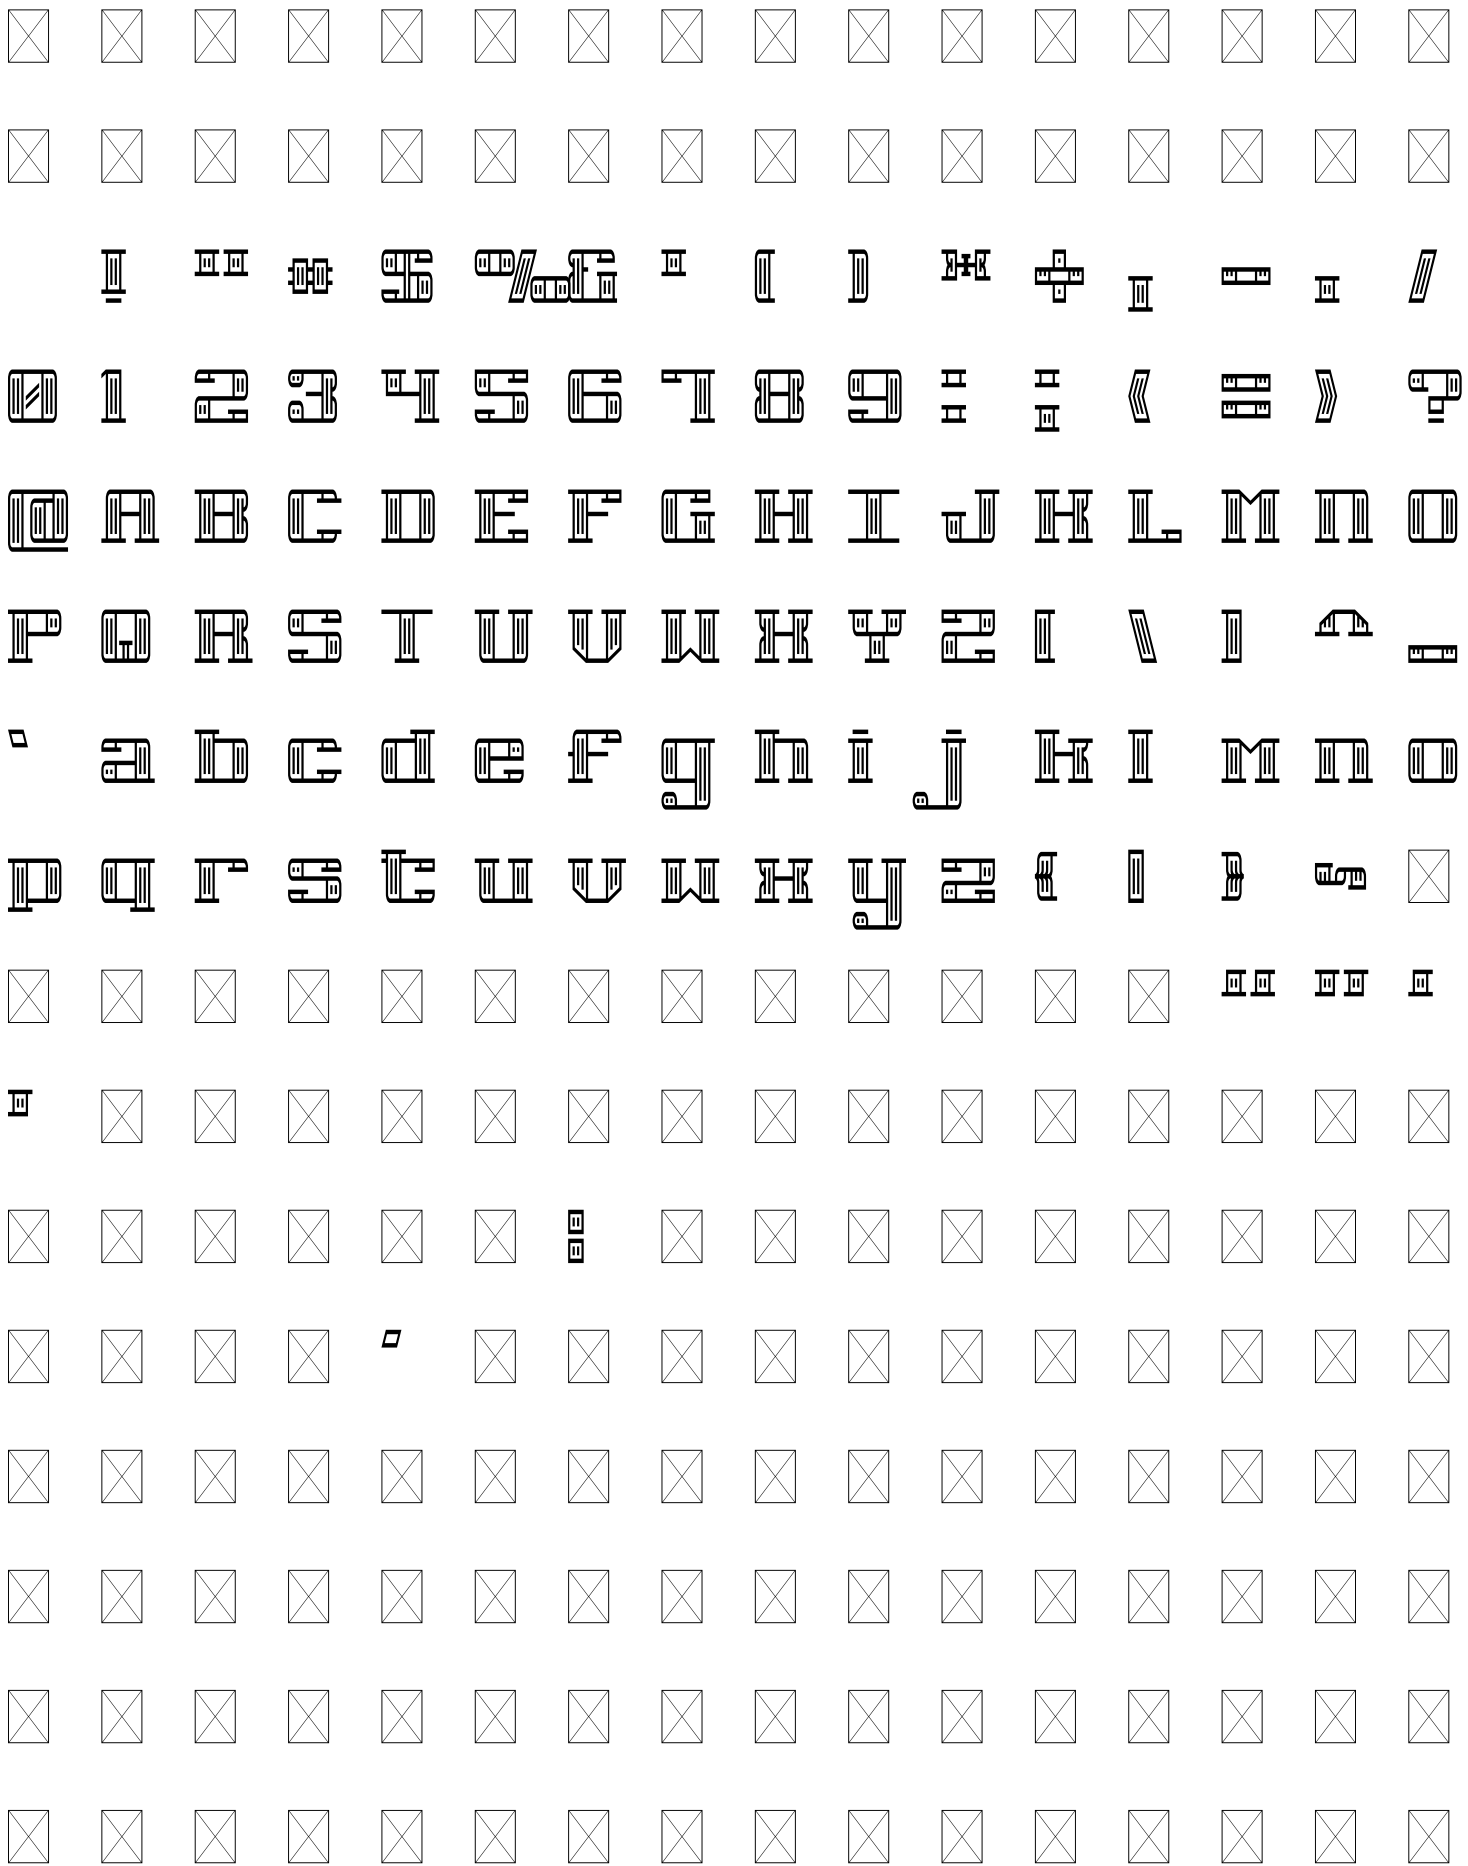 ! " # $ % & ' ( ) * + , - . /
0 1 2 3 4 5 6 7 8 9 : ; < = > ?
@ A B C D E F G H I J K L M N O
P Q R S T U V W X Y Z [ \ ] ^ _
` a b c d e f g h i j k l m n o
p q r s t u v w x y z { | } ~